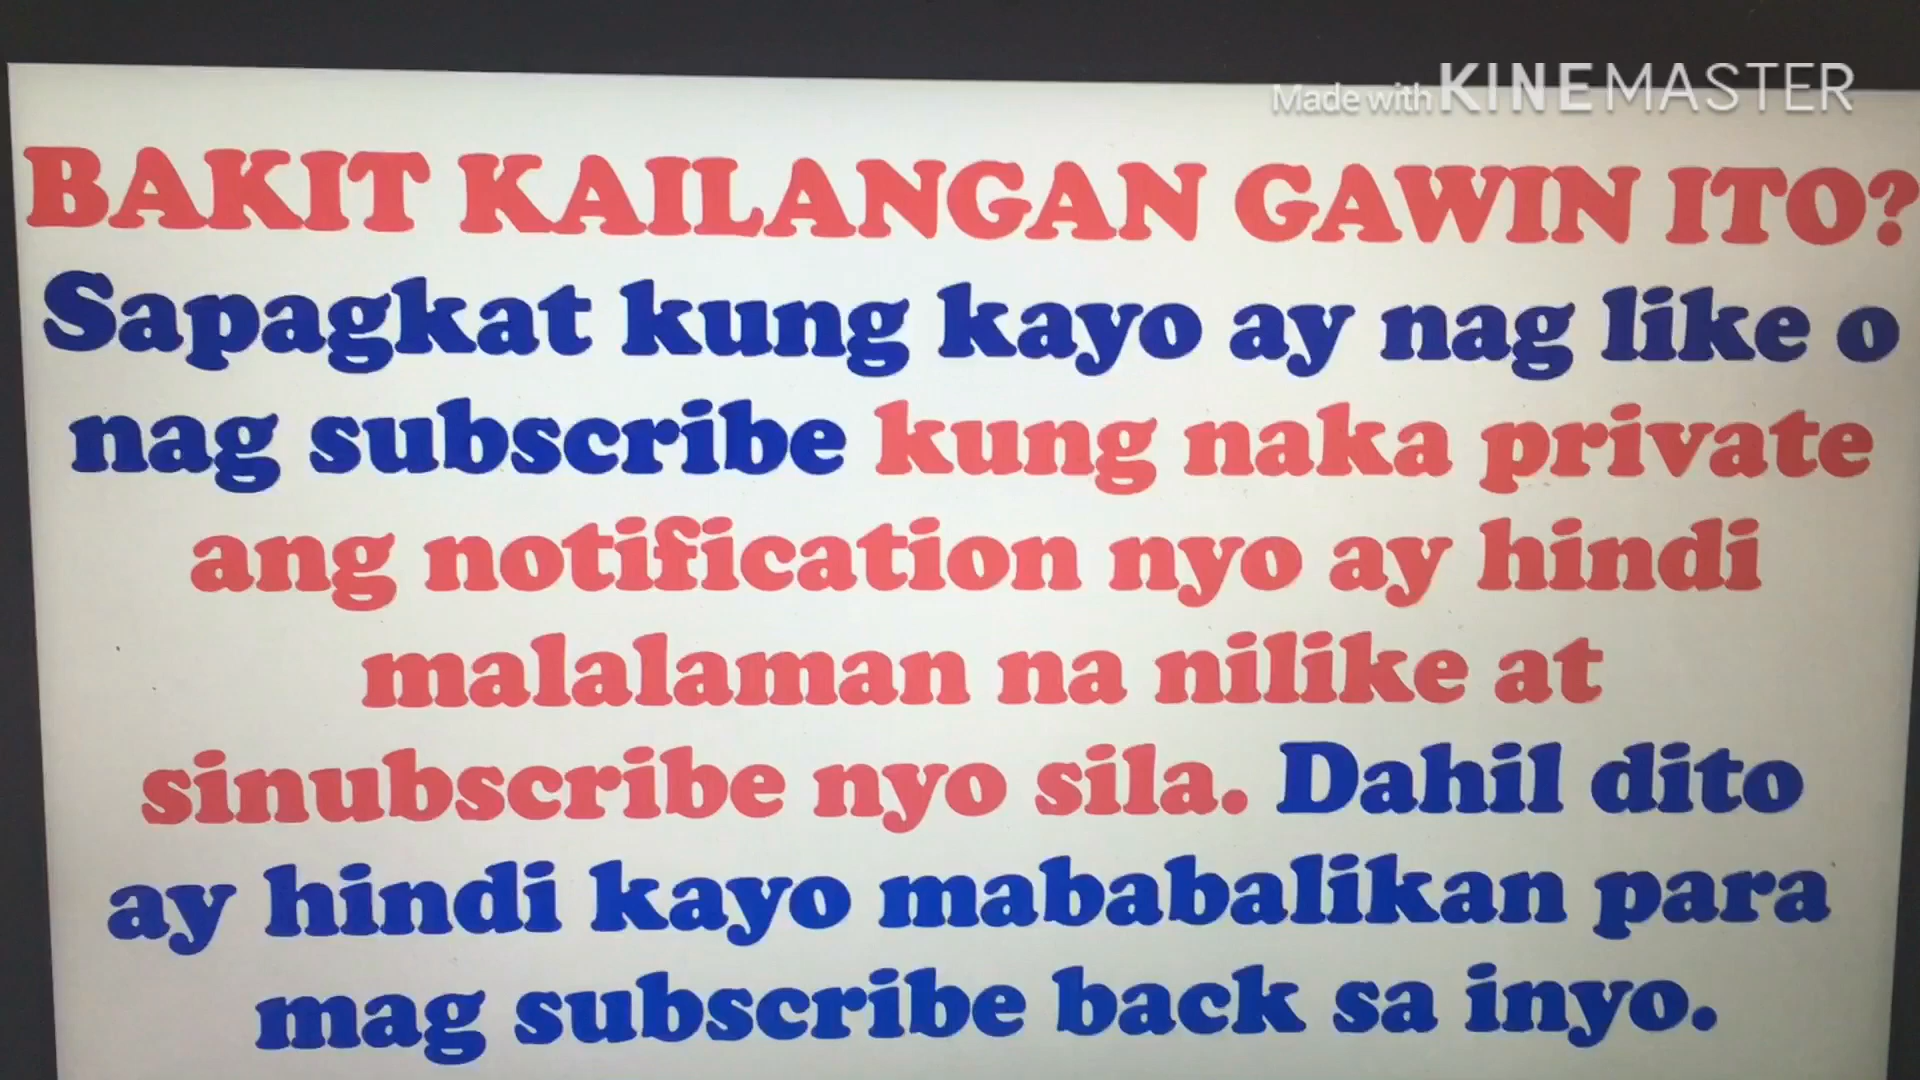 Made with KINEMASTER
BAKIT KAILANGAN GAWIN ITO?
Sapagkat kung kayo ay nag like o
nag subscribe kung naka private
ang notification nyo ay hindi
malalaman na nilike at
sinubscribe nyo sila. Dahil dito
ay hindi kayo mababalikan para
mag subscribe back sa inyo.